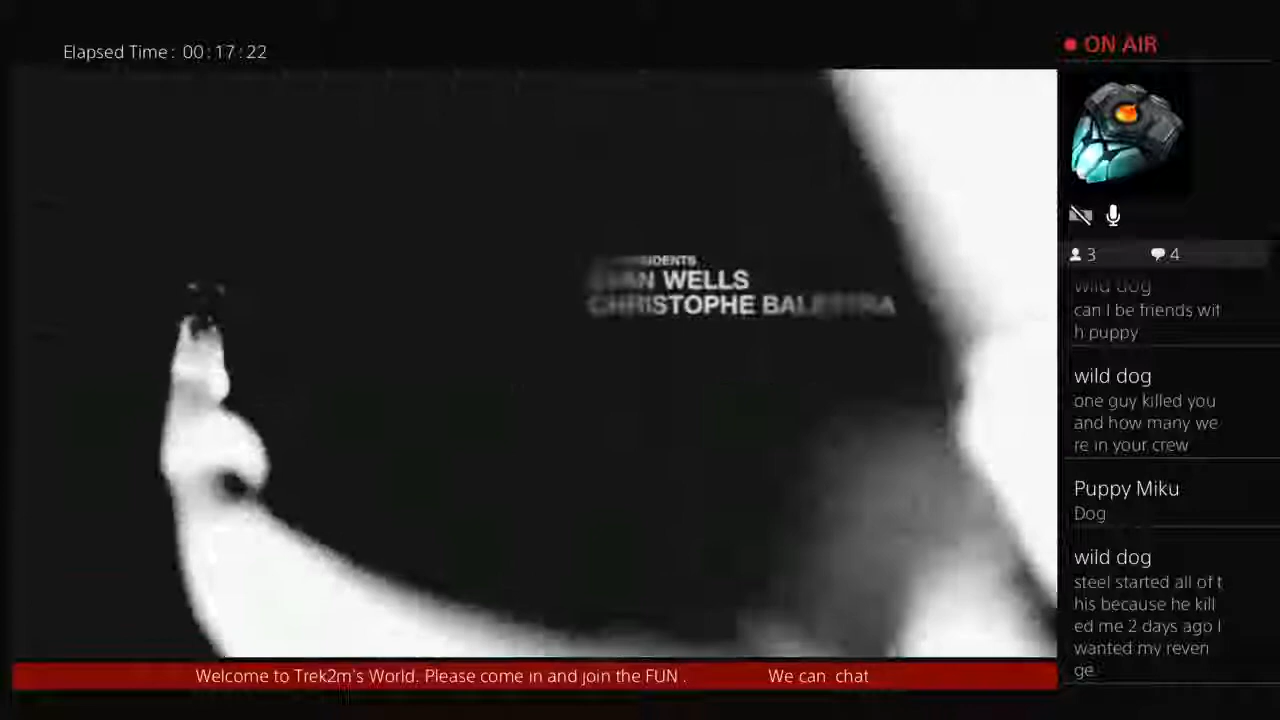 Elapsed Time: 00:17:22
ON AIR
WELLS
CHRISTOPHE BALESTRA
3
4
wild dog
can I be friends wit
h puppy
wild dog
one guy killed you
and how many we
re in your crew
Puppy Miku
Dog
wild dog
steel started all of t
his because he kill
ed me 2 days ago I
wanted my reven
ge
Welcome to Trek2m's World. Please come in and join the FUN . We can chat